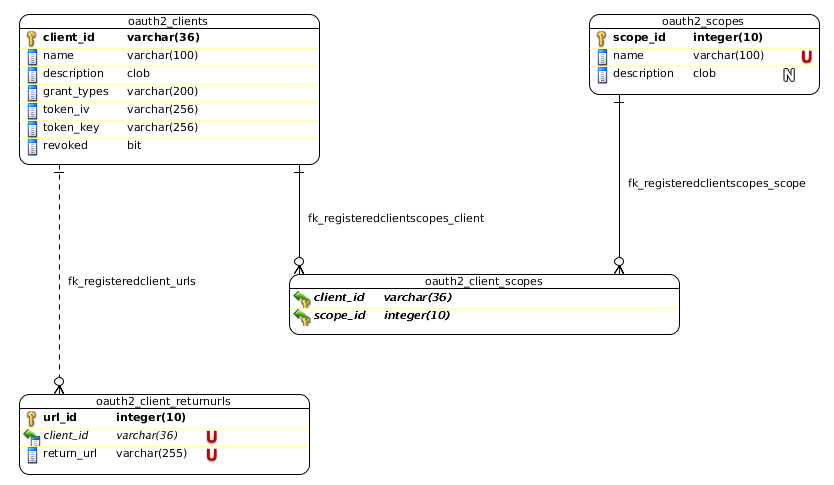 oauth2_clients
client_id varchar(36)
name varchar(100)
description clob
grant_types varchar(200)
token_iv varchar(256)
token_key varchar(256)
revoked bit
oauth2_scopes
scope_id integer(10)
name varchar(100) U
description clob N
fk_registeredclientscopes_scope
fk_registeredclientscopes_client
fk_registeredclient_urls
oauth2_client_scopes
client_id varchar(36)
scope_id integer(10)
oauth2_client_returnurls
url_id integer(10)
client_id varchar(36) U
return_url varchar(255) U